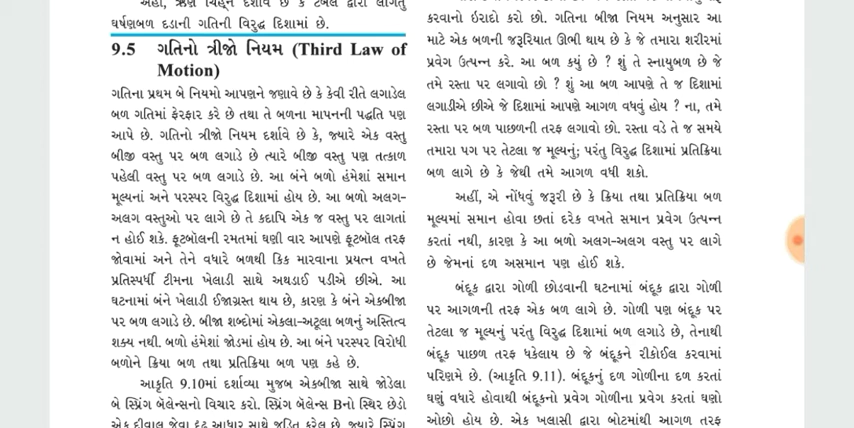 અહીં, ઋણ ચિહ્ન દર્શાવે છે કે ટેબલ દ્વારા લાગતું
ઘર્ષણબળ દડાની ગતિની વિરુદ્ધ દિશામાં છે.
9.5 ગતિનો ત્રીજો નિયમ (Third Law of
Motion)
ગતિના પ્રથમ બે નિયમો આપણને જણાવે છે કે કેવી રીતે લગાડેલ
બળ ગતિમાં ફેરફાર કરે છે તથા તે બળના માપનની પદ્ધતિ પણ
આપે છે. ગતિનો ત્રીજો નિયમ દર્શાવે છે કે, જ્યારે એક વસ્તુ
બીજી વસ્તુ પર બળ લગાડે છે ત્યારે બીજી વસ્તુ પણ તત્કાળ
પહેલી વસ્તુ પર બળ લગાડે છે. આ બંને બળો હંમેશાં સમાન
મૂલ્યનાં અને પરસ્પર વિરુદ્ધ દિશામાં હોય છે. આ બળો અલગ-
અલગ વસ્તુઓ પર લાગે છે તે કદાપિ એક જ વસ્તુ પર લાગતાં
ન હોઈ શકે. ફૂટબૉલની રમતમાં ઘણી વાર આપણે ફૂટબૉલ તરફ
જોવામાં અને તેને વધારે બળથી કિક મારવાના પ્રયત્ન વખતે
પ્રતિસ્પર્ધી ટીમના ખેલાડી સાથે અથડાઈ પડીએ છીએ. આ
ઘટનામાં બંને ખેલાડી ઈજાગ્રસ્ત થાય છે, કારણ કે બંને એકબીજા
પર બળ લગાડે છે. બીજા શબ્દોમાં એકલા-અટૂલા બળનું અસ્તિત્વ
શક્ય નથી. બળો હંમેશાં જોડમાં હોય છે. આ બંને પરસ્પર વિરોધી
બળોને ક્રિયા બળ તથા પ્રતિક્રિયા બળ પણ કહે છે.
આકૃતિ 9.10માં દર્શાવ્યા મુજબ એકબીજા સાથે જોડેલા
બે સ્પ્રિંગ બૅલેન્સનો વિચાર કરો. સ્પ્રિંગ બૅલેન્સ Bનો સ્થિર છેડો
એક દીવાલ જેવા દૃઢ આધાર સાથે જડિત કરેલ છે. જ્યારે સ્પ્રિંગ
કરવાનો ઇરાદો કરો છો. ગતિના બીજા નિયમ અનુસાર આ
માટે એક બળની જરૂરિયાત ઊભી થાય છે કે જે તમારા શરીરમાં
પ્રવેગ ઉત્પન્ન કરે. આ બળ કયું છે ? શું તે સ્નાયુબળ છે જે
તમે રસ્તા પર લગાવો છો ? શું આ બળ આપણે તે જ દિશામાં
લગાડીએ છીએ જે દિશામાં આપણે આગળ વધવું હોય ? ના, તમે
રસ્તા પર બળ પાછળની તરફ લગાવો છો. રસ્તા વડે તે જ સમયે
તમારા પગ પર તેટલા જ મૂલ્યનું; પરંતુ વિરુદ્ધ દિશામાં પ્રતિક્રિયા
બળ લાગે છે કે જેથી તમે આગળ વધી શકો.
અહીં, એ નોંધવું જરૂરી છે કે ક્રિયા તથા પ્રતિક્રિયા બળ
મૂલ્યમાં સમાન હોવા છતાં દરેક વખતે સમાન પ્રવેગ ઉત્પન્ન
કરતાં નથી, કારણ કે આ બળો અલગ-અલગ વસ્તુ પર લાગે
છે જેમનાં દળ અસમાન પણ હોઈ શકે.
બંદૂક દ્વારા ગોળી છોડવાની ઘટનામાં બંદૂક દ્વારા ગોળી
પર આગળની તરફ એક બળ લાગે છે. ગોળી પણ બંદૂક પર
તેટલા જ મૂલ્યનું પરંતુ વિરુદ્ધ દિશામાં બળ લગાડે છે, તેનાથી
બંદૂક પાછળ તરફ ધકેલાય છે જે બંદૂકને રીકોઈલ કરવામાં
પરિણમે છે. (આકૃતિ 9.11). બંદૂકનું દળ ગોળીના દળ કરતાં
ઘણું વધારે હોવાથી બંદૂકનો પ્રવેગ ગોળીના પ્રવેગ કરતાં ઘણો
ઓછો હોય છે. એક ખલાસી દ્વારા બોટમાંથી આગળ તરફ